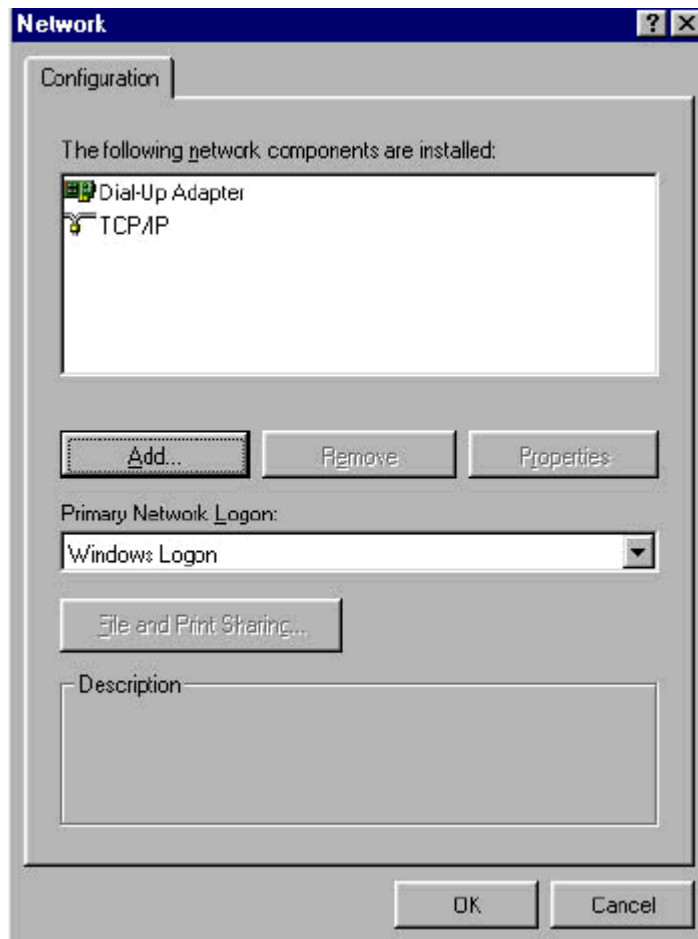 Network
Configuration
The following network components are installed:
Dial-Up Adapter
TCP/IP
Add... Remove Properties
Primary Network Logon:
Windows Logon
File and Print Sharing...
Description
OK Cancel